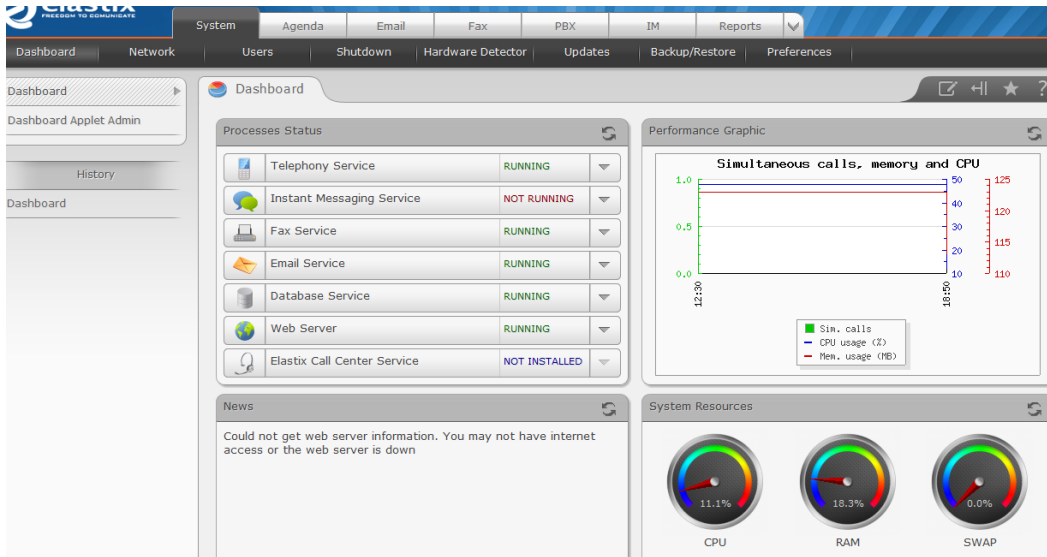 elastix
FREEDOM TO COMUNICATE
System Agenda Email Fax PBX IM Reports
Dashboard Network Users Shutdown Hardware Detector Updates Backup/Restore Preferences
Dashboard
Dashboard Applet Admin
History
Dashboard
Dashboard
?
Processes Status
Telephony Service RUNNING
Instant Messaging Service NOT RUNNING
Fax Service RUNNING
Email Service RUNNING
Database Service RUNNING
Web Server RUNNING
Elastix Call Center Service NOT INSTALLED
Performance Graphic
Simultaneous calls, memory and CPU
1.0 50 125
40
120
0.5 30
115
20
0.0 10 110
12:30 18:50
Sim. calls
CPU usage (%)
Mem. usage (MB)
News
Could not get web server information. You may not have internet
access or the web server is down
System Resources
11.1% 18.3% 0.0%
CPU RAM SWAP